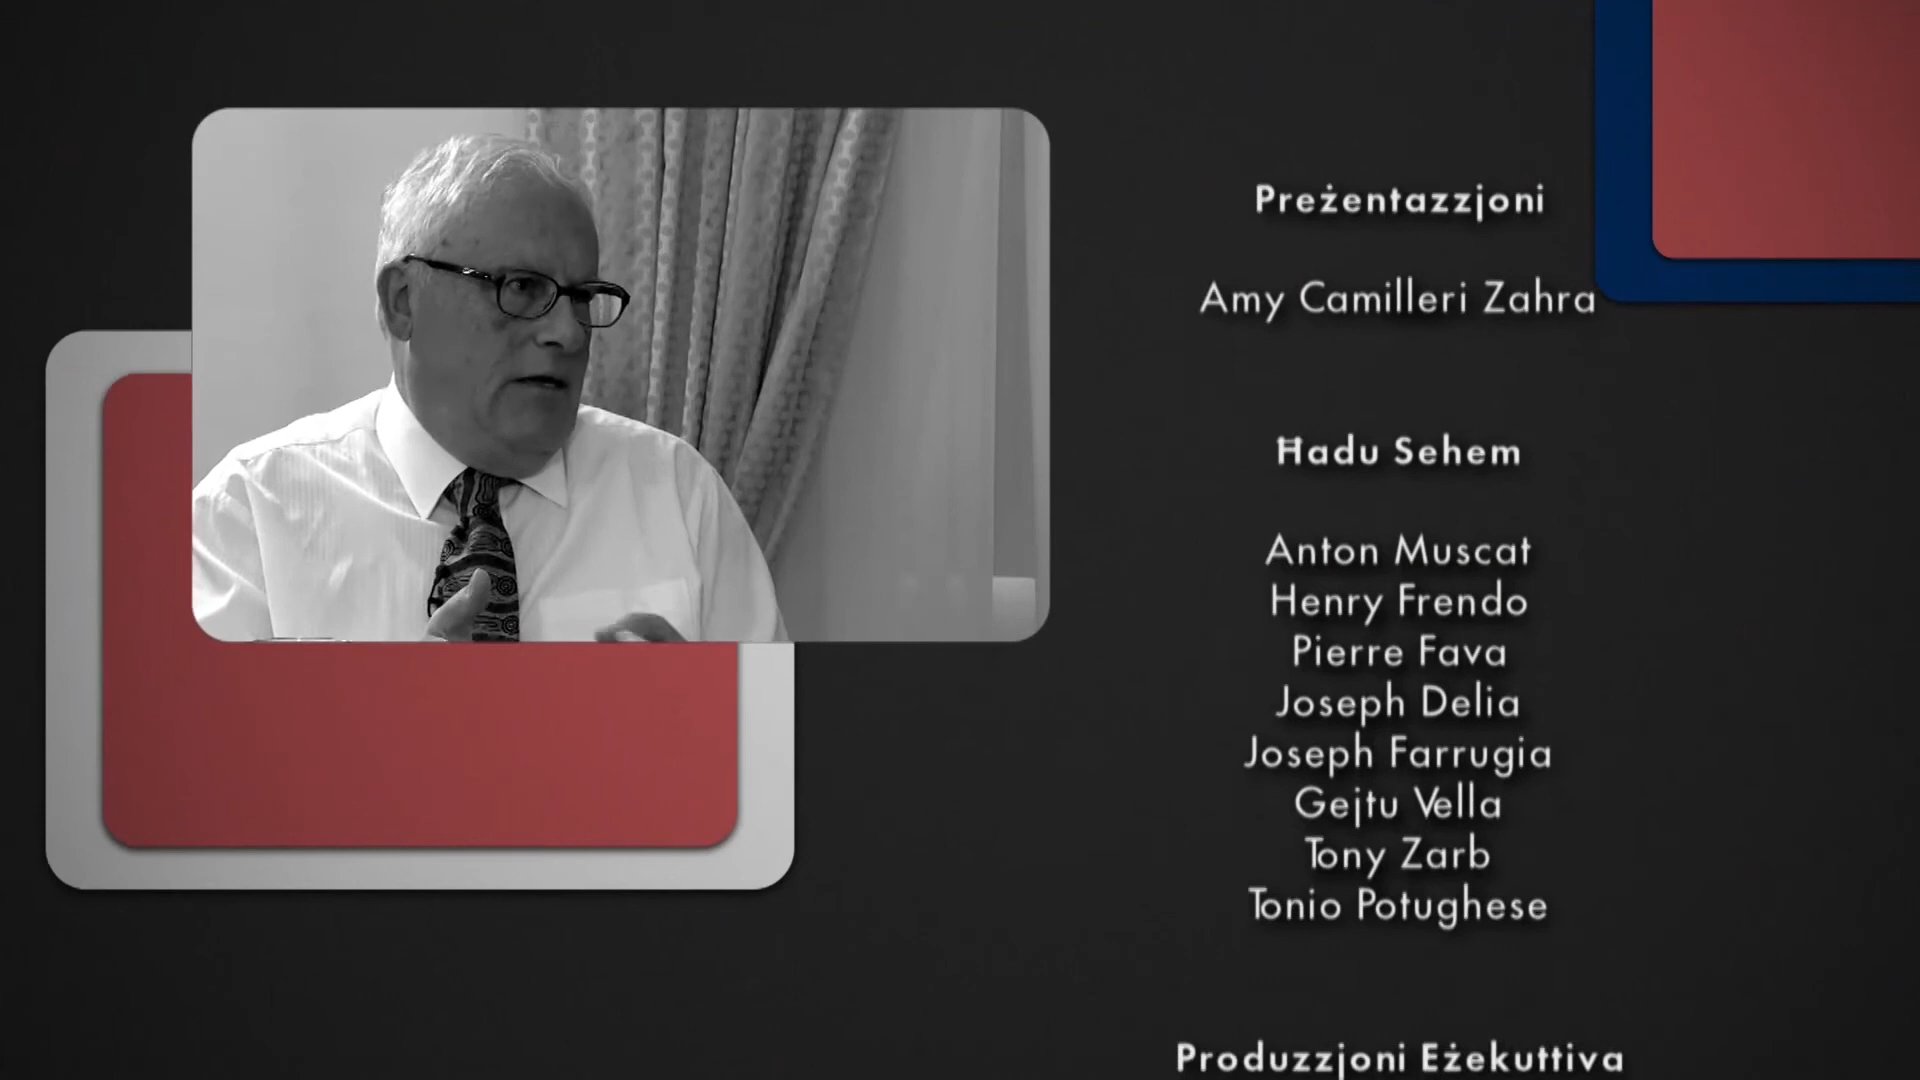 Preżentazzjoni
Amy Camilleri Zahra
Ħadu Sehem
Anton Muscat
Henry Frendo
Pierre Fava
Joseph Delia
Joseph Farrugia
Gejtu Vella
Tony Zarb
Tonio Potughese
Produzzjoni Eżekuttiva